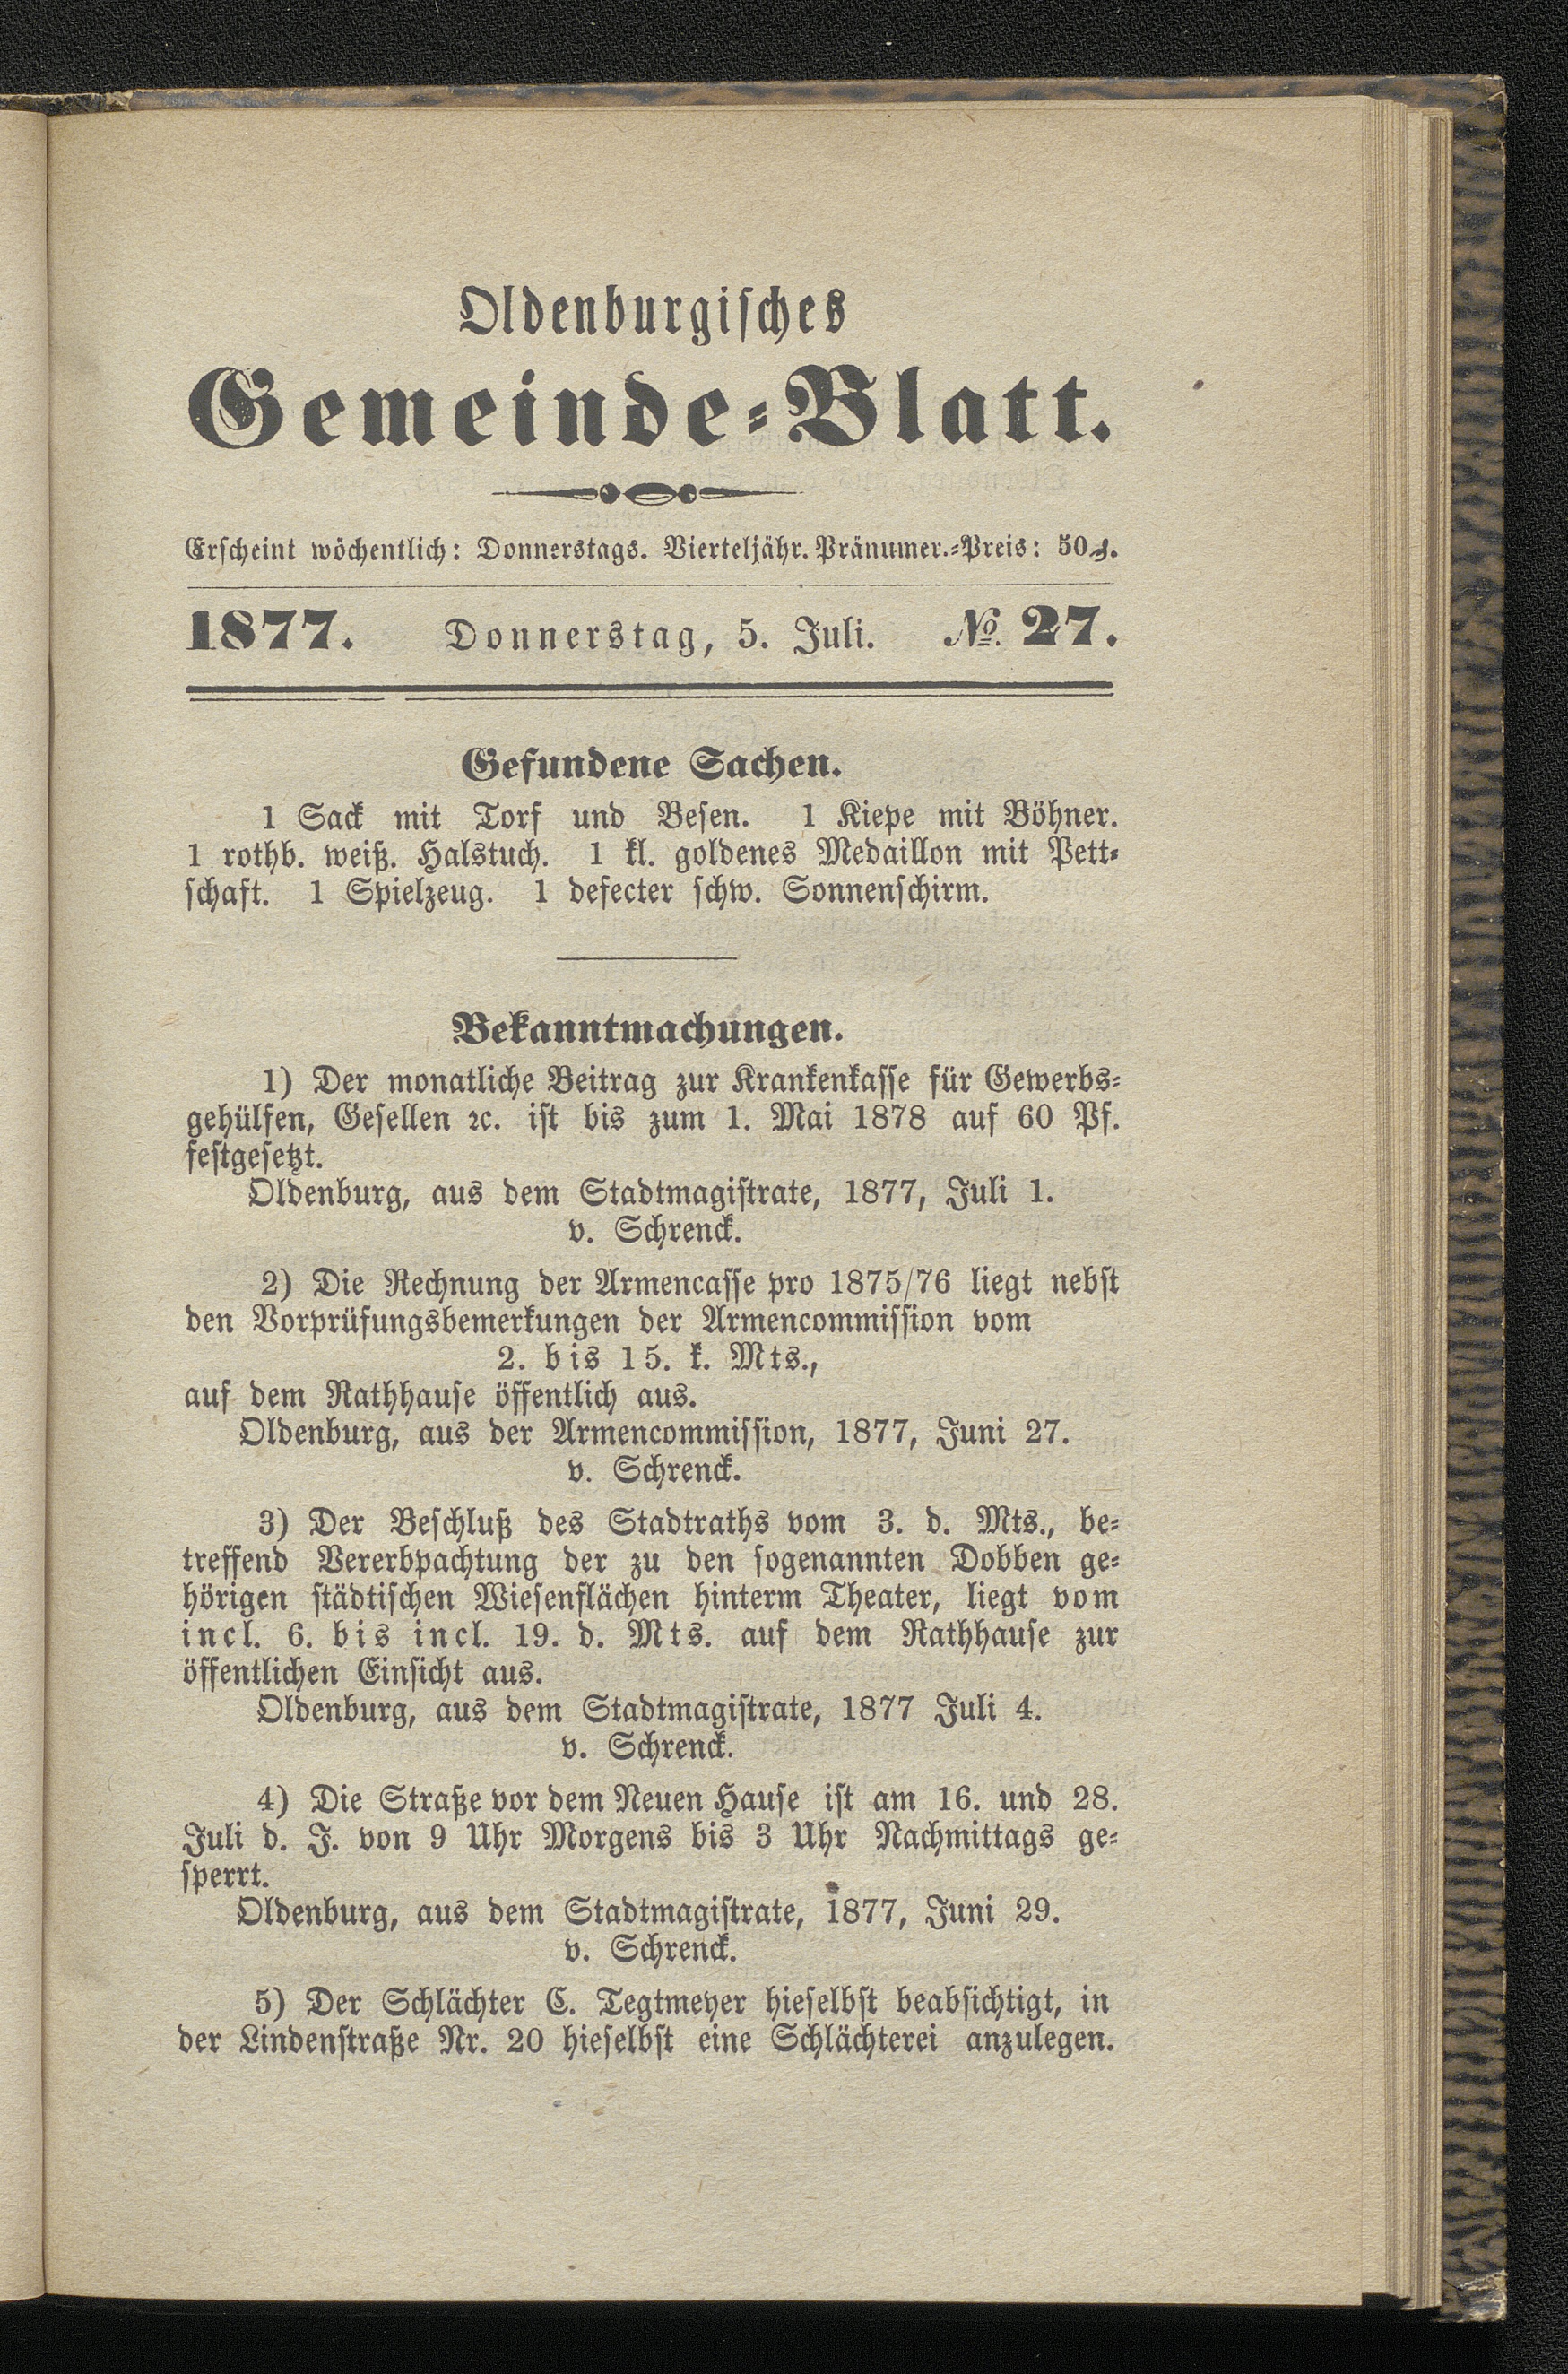 Oldenburgisches
Gemeinde-Blatt.
Erscheint wöchentlich: Donnerstags. Vierteljähr. Pränumer.-Preis: 50 ₰.
1877. Donnerstag, 5. Juli. № 27.
Gefundene Sachen.
1 Sack mit Torf und Besen. 1 Kiepe mit Böhner.
1 rothb. weiß. Halstuch. 1 kl. goldenes Medaillon mit Pett-
schaft. 1 Spielzeug. 1 defecter schw. Sonnenschirm.
Bekanntmachungen.
1) Der monatliche Beitrag zur Krankenkasse für Gewerbs-
gehülfen, Gesellen ꝛc. ist bis zum 1. Mai 1878 auf 60 Pf.
festgesetzt.
Oldenburg, aus dem Stadtmagistrate, 1877, Juli 1.
v. Schrenck.
2) Die Rechnung der Armencasse pro 1875/76 liegt nebst
den Vorprüfungsbemerkungen der Armencommission vom
2. bis 15. k. Mts.,
auf dem Rathhause öffentlich aus.
Oldenburg, aus der Armencommission, 1877, Juni 27.
v. Schrenck.
3) Der Beschluß des Stadtraths vom 3. d. Mts., be-
treffend Vererbpachtung der zu den sogenannten Dobben ge-
hörigen städtischen Wiesenflächen hinterm Theater, liegt vom
incl. 6. bis incl. 19. d. Mts. auf dem Rathhause zur
öffentlichen Einsicht aus.
Oldenburg, aus dem Stadtmagistrate, 1877 Juli 4.
v. Schrenck.
4) Die Straße vor dem Neuen Hause ist am 16. und 28.
Juli d. J. von 9 Uhr Morgens bis 3 Uhr Nachmittags ge-
sperrt.
Oldenburg, aus dem Stadtmagistrate, 1877, Juni 29.
v. Schrenck.
5) Der Schlächter C. Tegtmeyer hieselbst beabsichtigt, in
der Lindenstraße Nr. 20 hieselbst eine Schlächterei anzulegen.